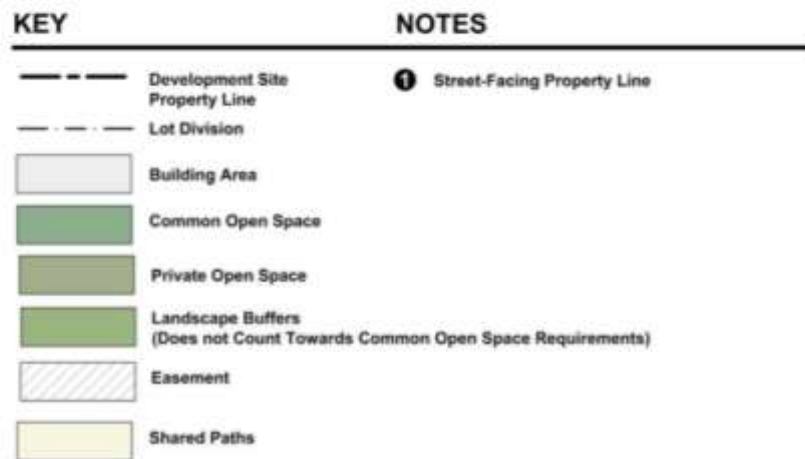 KEY
NOTES
Development Site
Property Line
1 Street-Facing Property Line
Lot Division
Building Area
Common Open Space
Private Open Space
Landscape Buffers
(Does not Count Towards Common Open Space Requirements)
Easement
Shared Paths